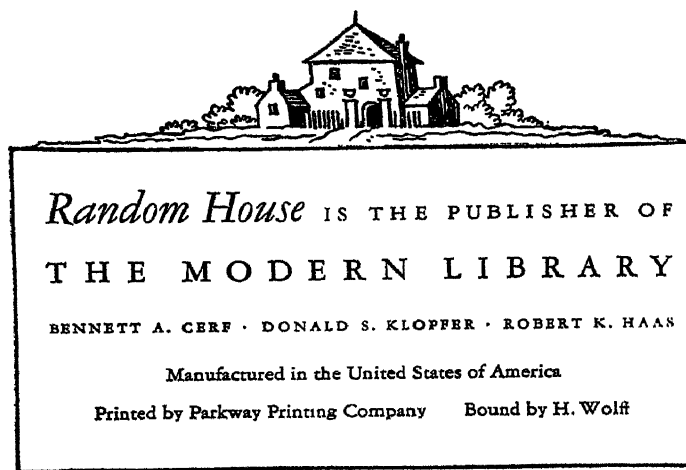 Random House IS THE PUBLISHER OF
THE MODERN LIBRARY
BENNETT A. CERF · DONALD S. KLOPFER · ROBERT K. HAAS
Manufactured in the United States of America
Printed by Parkway Printing Company Bound by H. Wolff